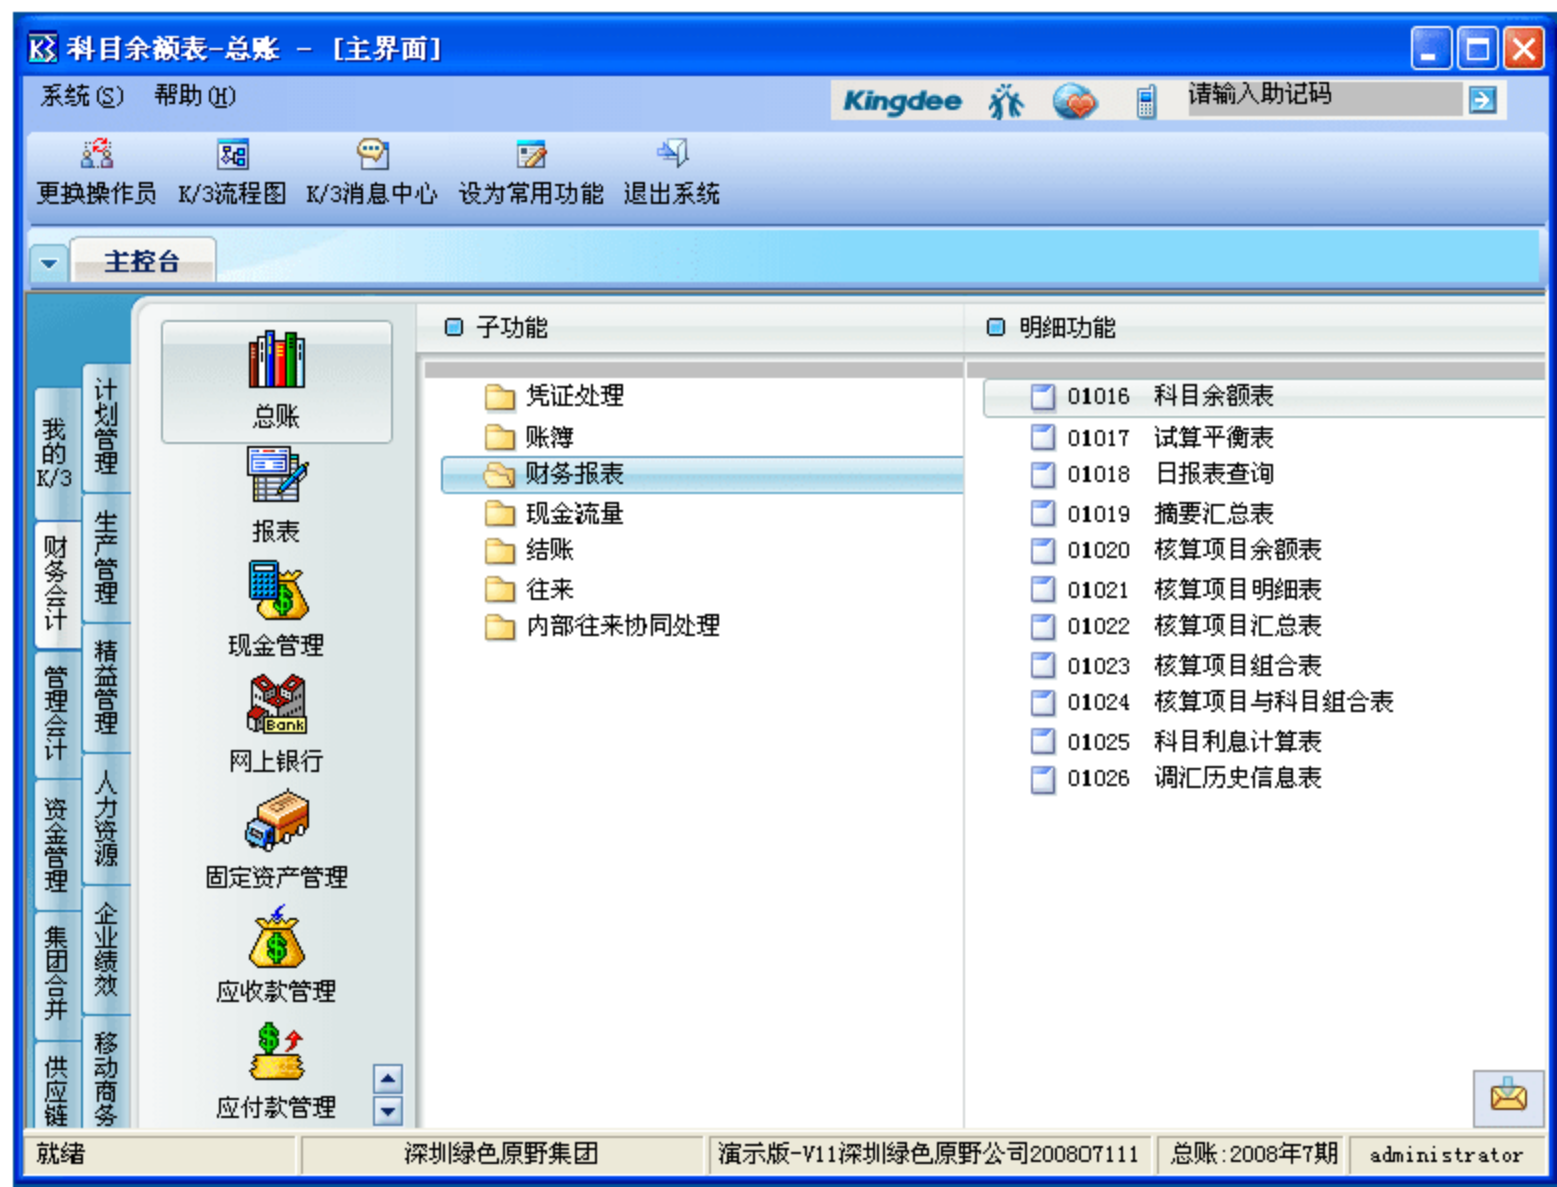 科目余额表-总账 - [主界面]
系统(S) 帮助(H)
Kingdee 请输入助记码
更换操作员 K/3流程图 K/3消息中心 设为常用功能 退出系统
主控台
我的K/3
财务会计
管理会计
资金管理
集团合并
供应链
计划管理
生产管理
精益管理
人力资源
企业绩效
移动商务
总账
报表
现金管理
Bank
网上银行
固定资产管理
应收款管理
应付款管理
子功能
凭证处理
账簿
财务报表
现金流量
结账
往来
内部往来协同处理
明细功能
01016 科目余额表
01017 试算平衡表
01018 日报表查询
01019 摘要汇总表
01020 核算项目余额表
01021 核算项目明细表
01022 核算项目汇总表
01023 核算项目组合表
01024 核算项目与科目组合表
01025 科目利息计算表
01026 调汇历史信息表
就绪 深圳绿色原野集团 演示版-V11深圳绿色原野公司200807111 总账:2008年7期 administrator